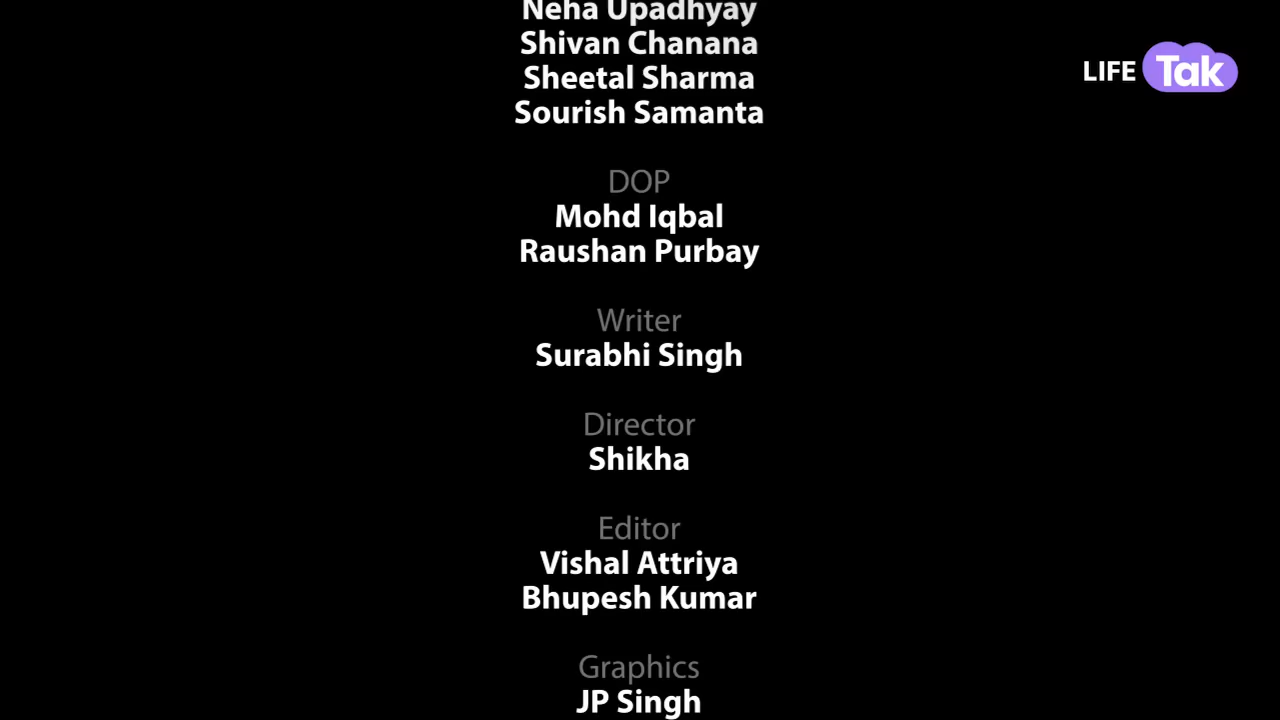 Neha Upadhyay
Shivan Chanana
Sheetal Sharma
Sourish Samanta
LIFE Tak
DOP
Mohd Iqbal
Raushan Purbay
Writer
Surabhi Singh
Director
Shikha
Editor
Vishal Attriya
Bhupesh Kumar
Graphics
JP Singh